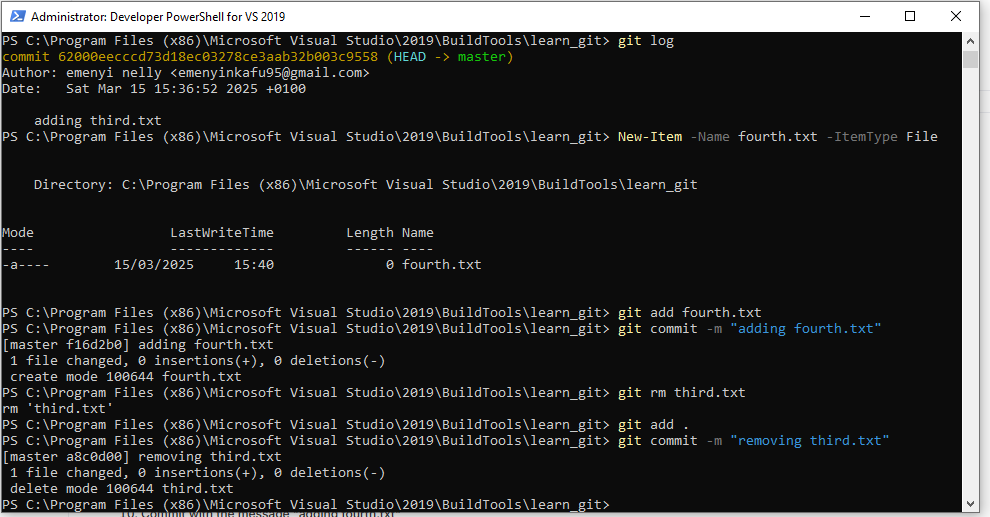 Administrator: Developer PowerShell for VS 2019
PS C:\Program Files (x86)\Microsoft Visual Studio\2019\BuildTools\learn_git> git log
commit 62000eecccd73d18ec03278ce3aab32b003c9558 (HEAD -> master)
Author: emenyi nelly <emenyinkafu95@gmail.com>
Date:   Sat Mar 15 15:36:52 2025 +0100
    adding third.txt
PS C:\Program Files (x86)\Microsoft Visual Studio\2019\BuildTools\learn_git> New-Item -Name fourth.txt -ItemType File
    Directory: C:\Program Files (x86)\Microsoft Visual Studio\2019\BuildTools\learn_git
Mode                 LastWriteTime         Length Name
----                 -------------         ------ ----
-a----        15/03/2025     15:40              0 fourth.txt
PS C:\Program Files (x86)\Microsoft Visual Studio\2019\BuildTools\learn_git> git add fourth.txt
PS C:\Program Files (x86)\Microsoft Visual Studio\2019\BuildTools\learn_git> git commit -m "adding fourth.txt"
[master f16d2b0] adding fourth.txt
 1 file changed, 0 insertions(+), 0 deletions(-)
 create mode 100644 fourth.txt
PS C:\Program Files (x86)\Microsoft Visual Studio\2019\BuildTools\learn_git> git rm third.txt
rm 'third.txt'
PS C:\Program Files (x86)\Microsoft Visual Studio\2019\BuildTools\learn_git> git add .
PS C:\Program Files (x86)\Microsoft Visual Studio\2019\BuildTools\learn_git> git commit -m "removing third.txt"
[master a8c0d00] removing third.txt
 1 file changed, 0 insertions(+), 0 deletions(-)
 delete mode 100644 third.txt
PS C:\Program Files (x86)\Microsoft Visual Studio\2019\BuildTools\learn_git>